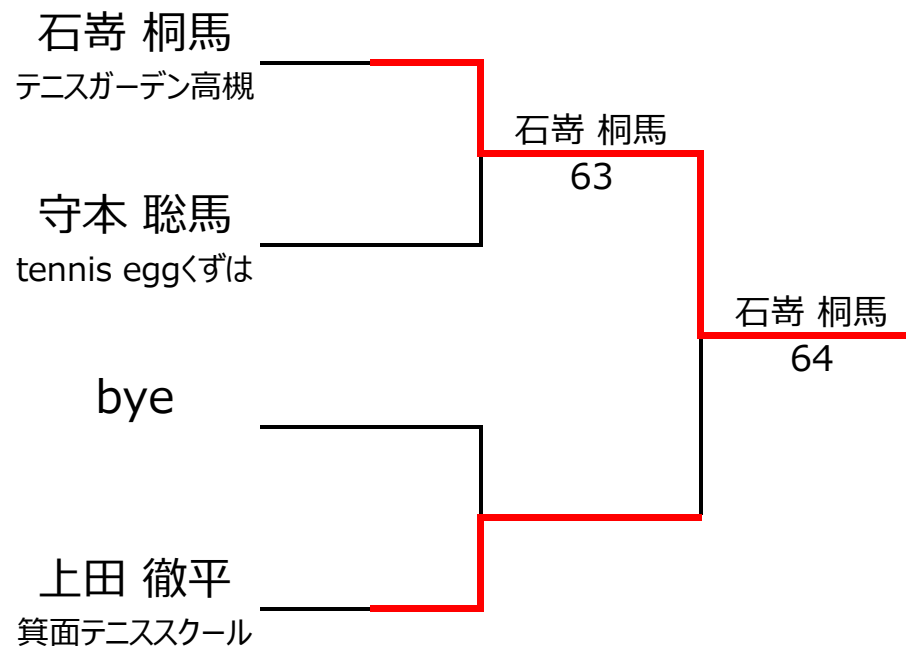 石嵜 桐馬
テニスガーデン高槻
石嵜 桐馬
63
守本 聡馬
tennis eggくずは
石嵜 桐馬
64
bye
上田 徹平
箕面テニススクール